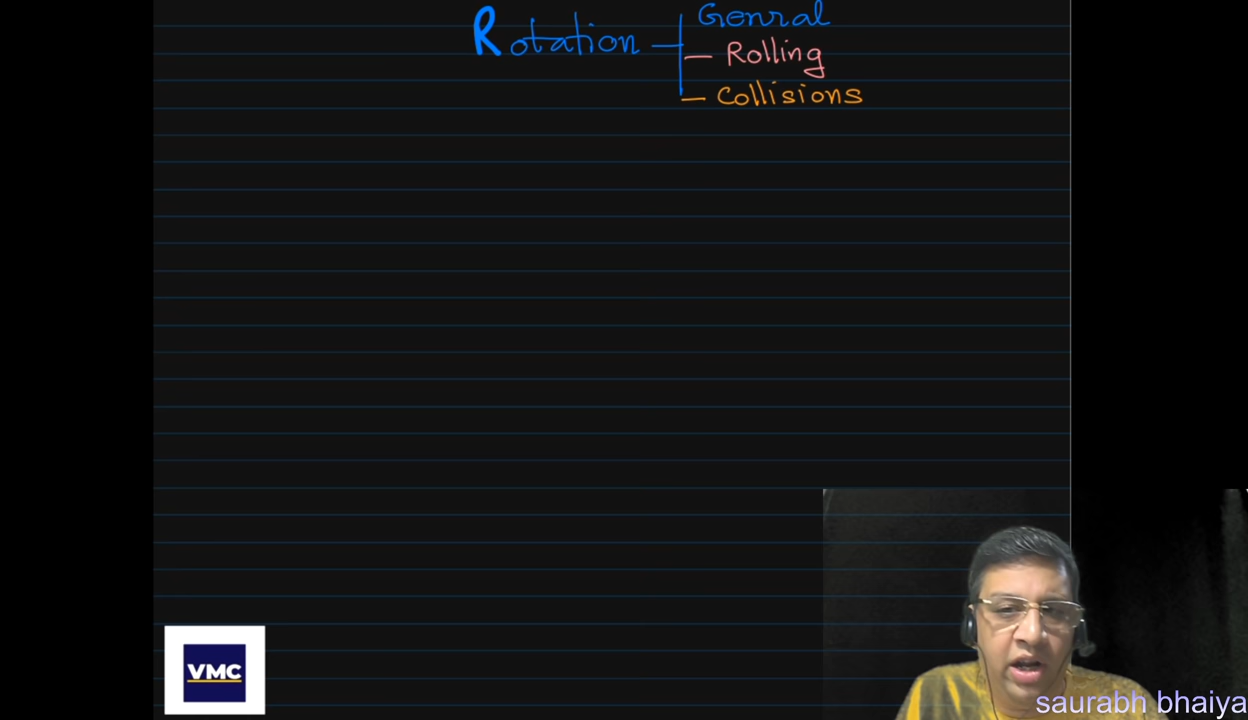 Genral
Rotation
— Rolling
— Collisions
VMC
saurabh bhaiya